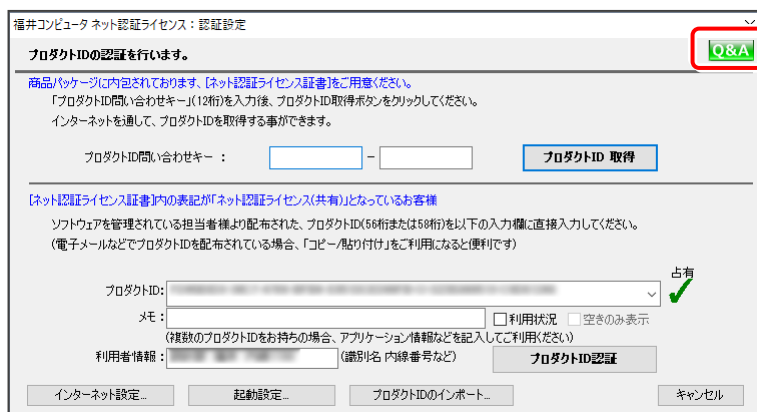 福井コンピュータ ネット認証ライセンス：認証設定
プロダクトIDの認証を行います。
Q&A
商品パッケージに内包されております、[ネット認証ライセンス証書]をご用意ください。
「プロダクトID問い合わせキー」(12桁)を入力後、プロダクトID取得ボタンをクリックしてください。
インターネットを通して、プロダクトIDを取得する事ができます。
プロダクトID問い合わせキー ： － プロダクトID 取得
[ネット認証ライセンス証書]内の表記が「ネット認証ライセンス(共有)」となっているお客様
ソフトウェアを管理されている担当者様より配布された、プロダクトID(56桁または58桁)を以下の入力欄に直接入力してください。
(電子メールなどでプロダクトIDを配布されている場合、「コピー/貼り付け」をご利用になると便利です)
占有
プロダクトID:
メモ： 利用状況 空きのみ表示
(複数のプロダクトIDをお持ちの場合、アプリケーション情報などを記入してご利用ください)
利用者情報： (識別名 内線番号など) プロダクトID認証
インターネット設定... 起動設定... プロダクトIDのインポート... キャンセル